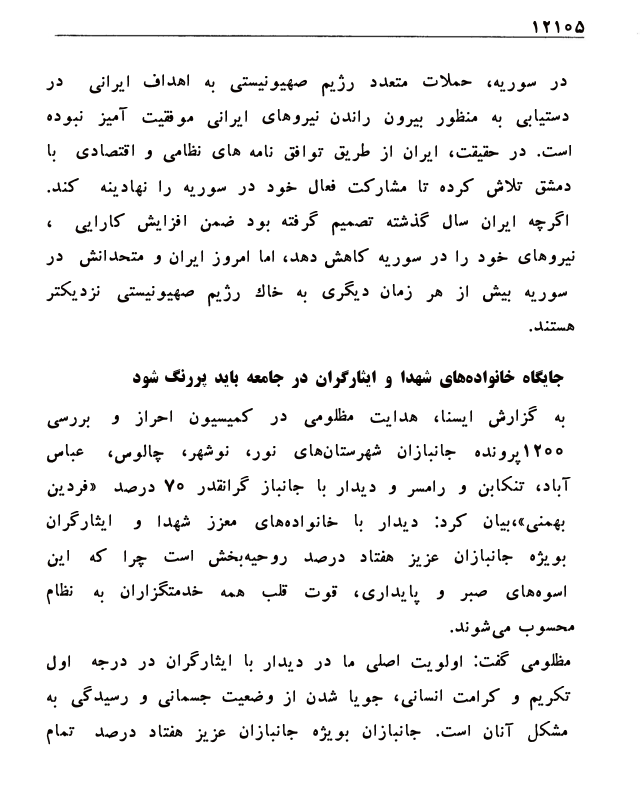 ۱۲۱۰۵
در سوریه، حملات متعدد رژیم صهیونیستی به اهداف ایرانی در
دستیابی به منظور بیرون راندن نیروهای ایرانی موفقیت آمیز نبوده
است. در حقیقت، ایران از طریق توافق نامه های نظامی و اقتصادی با
دمشق تلاش کرده تا مشارکت فعال خود در سوریه را نهادینه کند.
اگرچه ایران سال گذشته تصمیم گرفته بود ضمن افزایش کارایی ،
نیروهای خود را در سوریه کاهش دهد، اما امروز ایران و متحدانش در
سوریه بیش از هر زمان دیگری به خاك رژیم صهیونیستی نزدیکتر
هستند.
جایگاه خانواده‌های شهدا و ایثارگران در جامعه باید پررنگ شود
به گزارش ایسنا، هدایت مظلومی در کمیسیون احراز و بررسی
۱۲۰۰پرونده جانبازان شهرستان‌های نور، نوشهر، چالوس، عباس
آباد، تنکابن و رامسر و دیدار با جانباز گرانقدر ۷۰ درصد «فردین
بهمنی»،بیان کرد: دیدار با خانواده‌های معزز شهدا و ایثارگران
بویژه جانبازان عزیز هفتاد درصد روحیه‌بخش است چرا که این
اسوه‌های صبر و پایداری، قوت قلب همه خدمتگزاران به نظام
محسوب می‌شوند.
مظلومی گفت: اولویت اصلی ما در دیدار با ایثارگران در درجه اول
تکریم و کرامت انسانی، جویا شدن از وضعیت جسمانی و رسیدگی به
مشکل آنان است. جانبازان بویژه جانبازان عزیز هفتاد درصد تمام